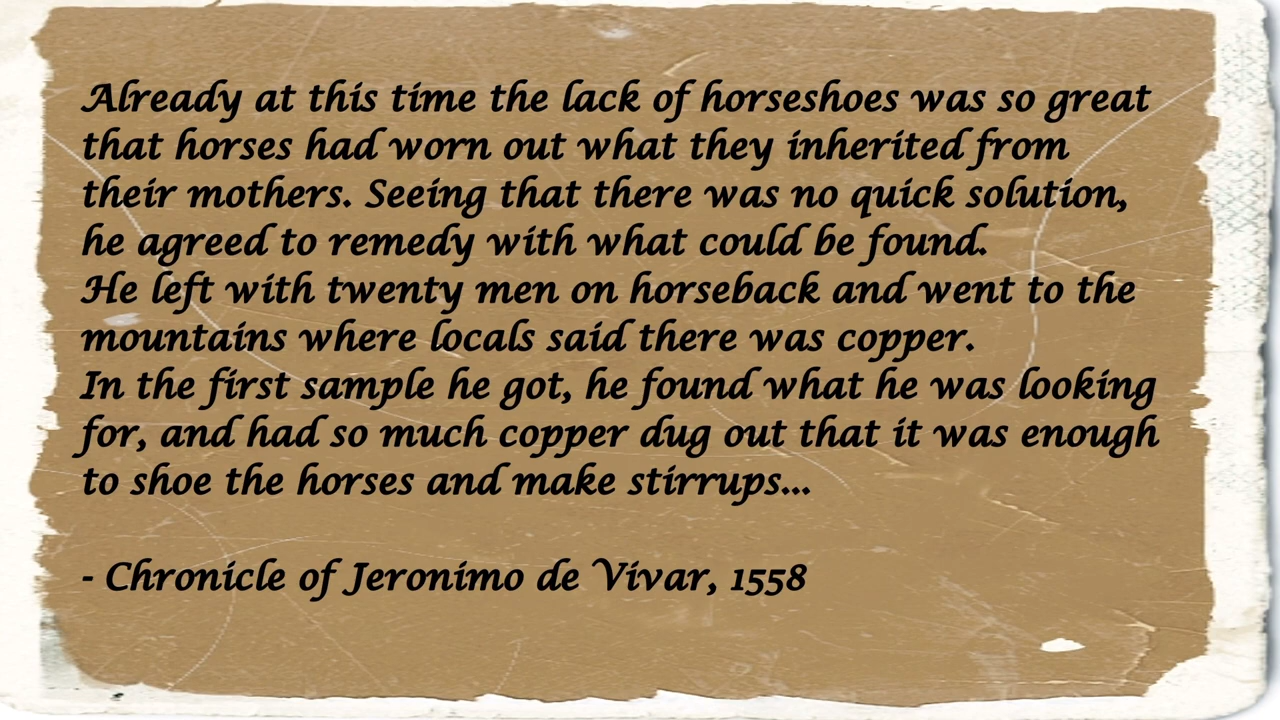 Already at this time the lack of horseshoes was so great
that horses had worn out what they inherited from
their mothers. Seeing that there was no quick solution,
he agreed to remedy with what could be found.
He left with twenty men on horseback and went to the
mountains where locals said there was copper.
In the first sample he got, he found what he was looking
for, and had so much copper dug out that it was enough
to shoe the horses and make stirrups...
- Chronicle of Jeronimo de Vivar, 1558